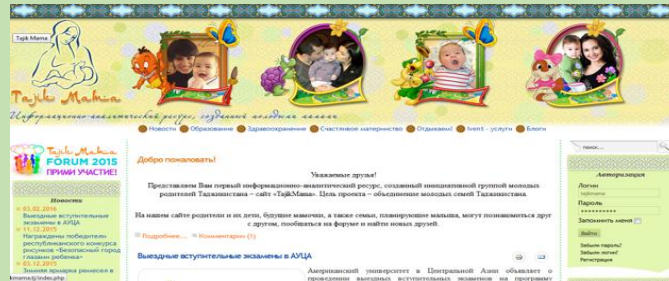 Tajik Mama
Tajik Mama
Информационно-аналитический ресурс, созданный молодыми мамами
Новости Образование Здравоохранение Счастливое материнство Отдыхаем! Ivent - услуги Блоги
Tajik Mama
FORUM 2015
ПРИМИ УЧАСТИЕ!
Новости
03.02.2016
Выездные вступительные
экзамены в АУЦА
11.12.2015
Награждены победители
республиканского конкурса
рисунков «Безопасный город
глазами ребенка»
03.12.2015
Зимняя ярмарка ремесел в
Добро пожаловать!
Уважаемые друзья!
Представляем Вам первый информационно-аналитический ресурс, созданный инициативной группой молодых
родителей Таджикистана – сайт «TajikMama». Цель проекта – объединение молодых семей Таджикистана.
На нашем сайте родители и их дети, будущие мамочки, а также семьи, планирующие малыша, могут познакомиться друг
с другом, пообщаться на форуме и найти новых друзей.
Подробнее... Комментарии (1)
Выездные вступительные экзамены в АУЦА
Американский университет в Центральной Азии объявляет о
проведении выездных вступительных экзаменов на программу
поиск...
Авторизация
Логин
tajikmama
Пароль
Запомнить меня
Войти
Забыли пароль?
Забыли логин?
Регистрация